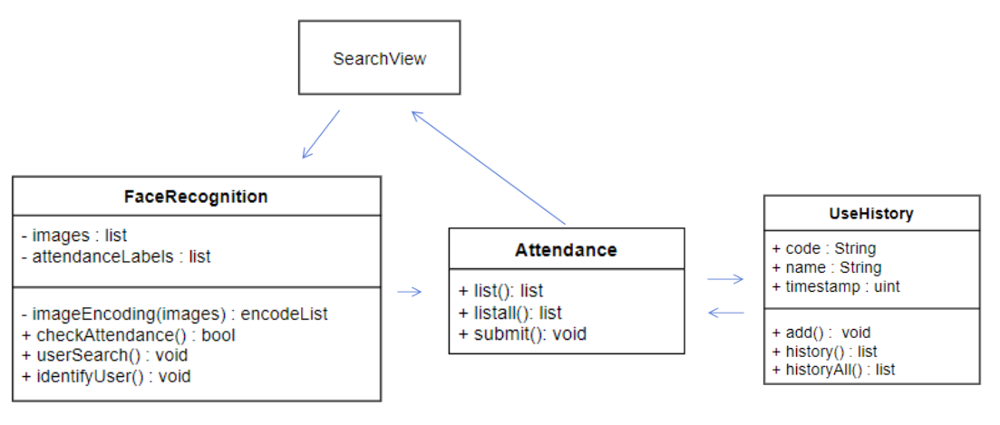 SearchView
FaceRecognition
- images : list
- attendanceLabels : list
- imageEncoding(images) : encodeList
+ checkAttendance() : bool
+ userSearch() : void
+ identifyUser() : void
Attendance
+ list(): list
+ listall(): list
+ submit(): void
UseHistory
+ code : String
+ name : String
+ timestamp : uint
+ add() :  void
+ history() : list
+ historyAll() : list